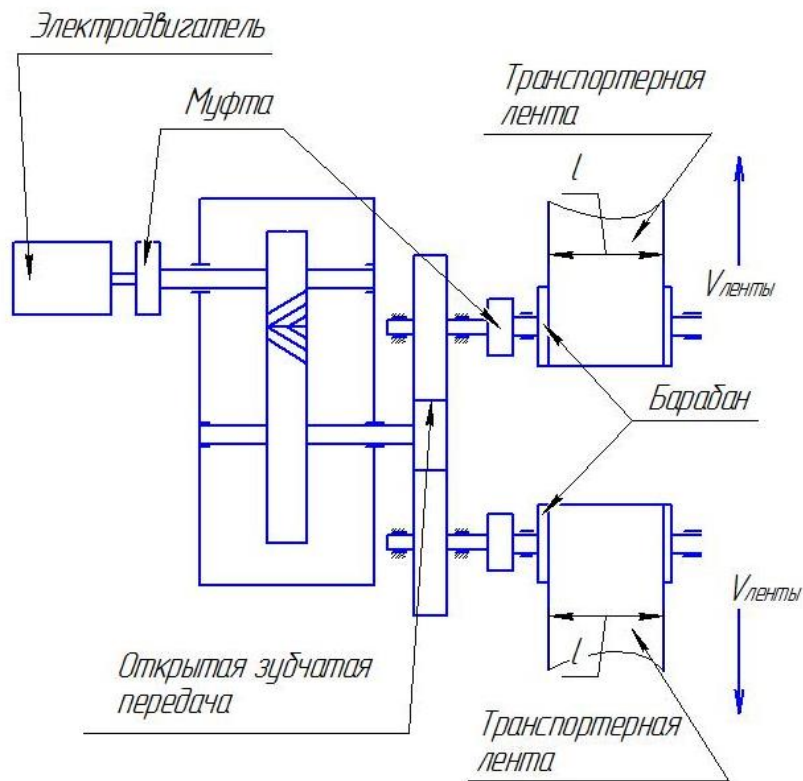 Электродвигатель
Муфта
Транспортерная
лента
l
Vленты
Барабан
Vленты
l
Открытая зубчатая
передача
Транспортерная
лента